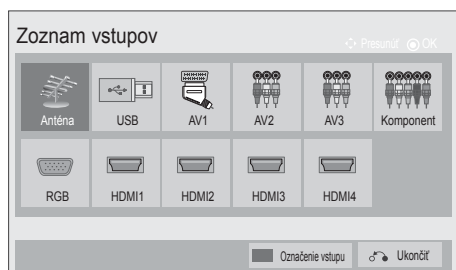 Zoznam vstupov
Presunúť OK
Anténa USB AV1 AV2 AV3 Komponent
RGB HDMI1 HDMI2 HDMI3 HDMI4
Označenie vstupu Ukončiť